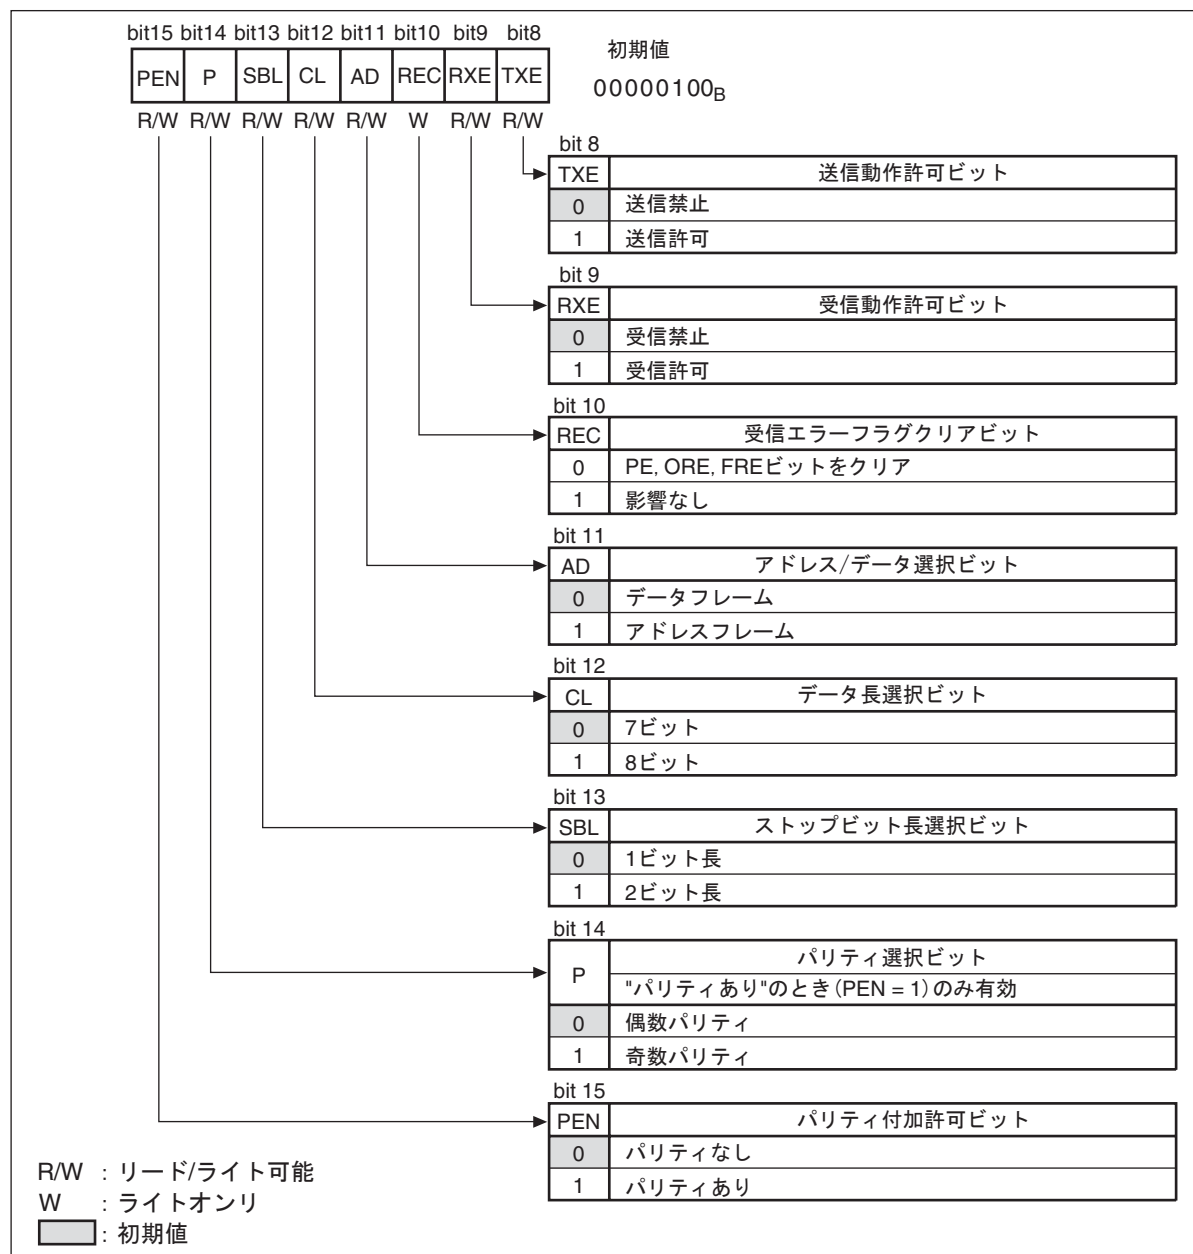 bit15 bit14 bit13 bit12 bit11 bit10 bit9 bit8
PEN P SBL CL AD REC RXE TXE
R/W R/W R/W R/W R/W W R/W R/W
初期値
00000100B
bit 8
TXE 送信動作許可ビット
0 送信禁止
1 送信許可
bit 9
RXE 受信動作許可ビット
0 受信禁止
1 受信許可
bit 10
REC 受信エラーフラグクリアビット
0 PE, ORE, FREビットをクリア
1 影響なし
bit 11
AD アドレス/データ選択ビット
0 データフレーム
1 アドレスフレーム
bit 12
CL データ長選択ビット
0 7ビット
1 8ビット
bit 13
SBL ストップビット長選択ビット
0 1ビット長
1 2ビット長
bit 14
P パリティ選択ビット
"パリティあり"のとき(PEN = 1)のみ有効
0 偶数パリティ
1 奇数パリティ
bit 15
PEN パリティ付加許可ビット
0 パリティなし
1 パリティあり
R/W : リード/ライト可能
W : ライトオンリ
: 初期値